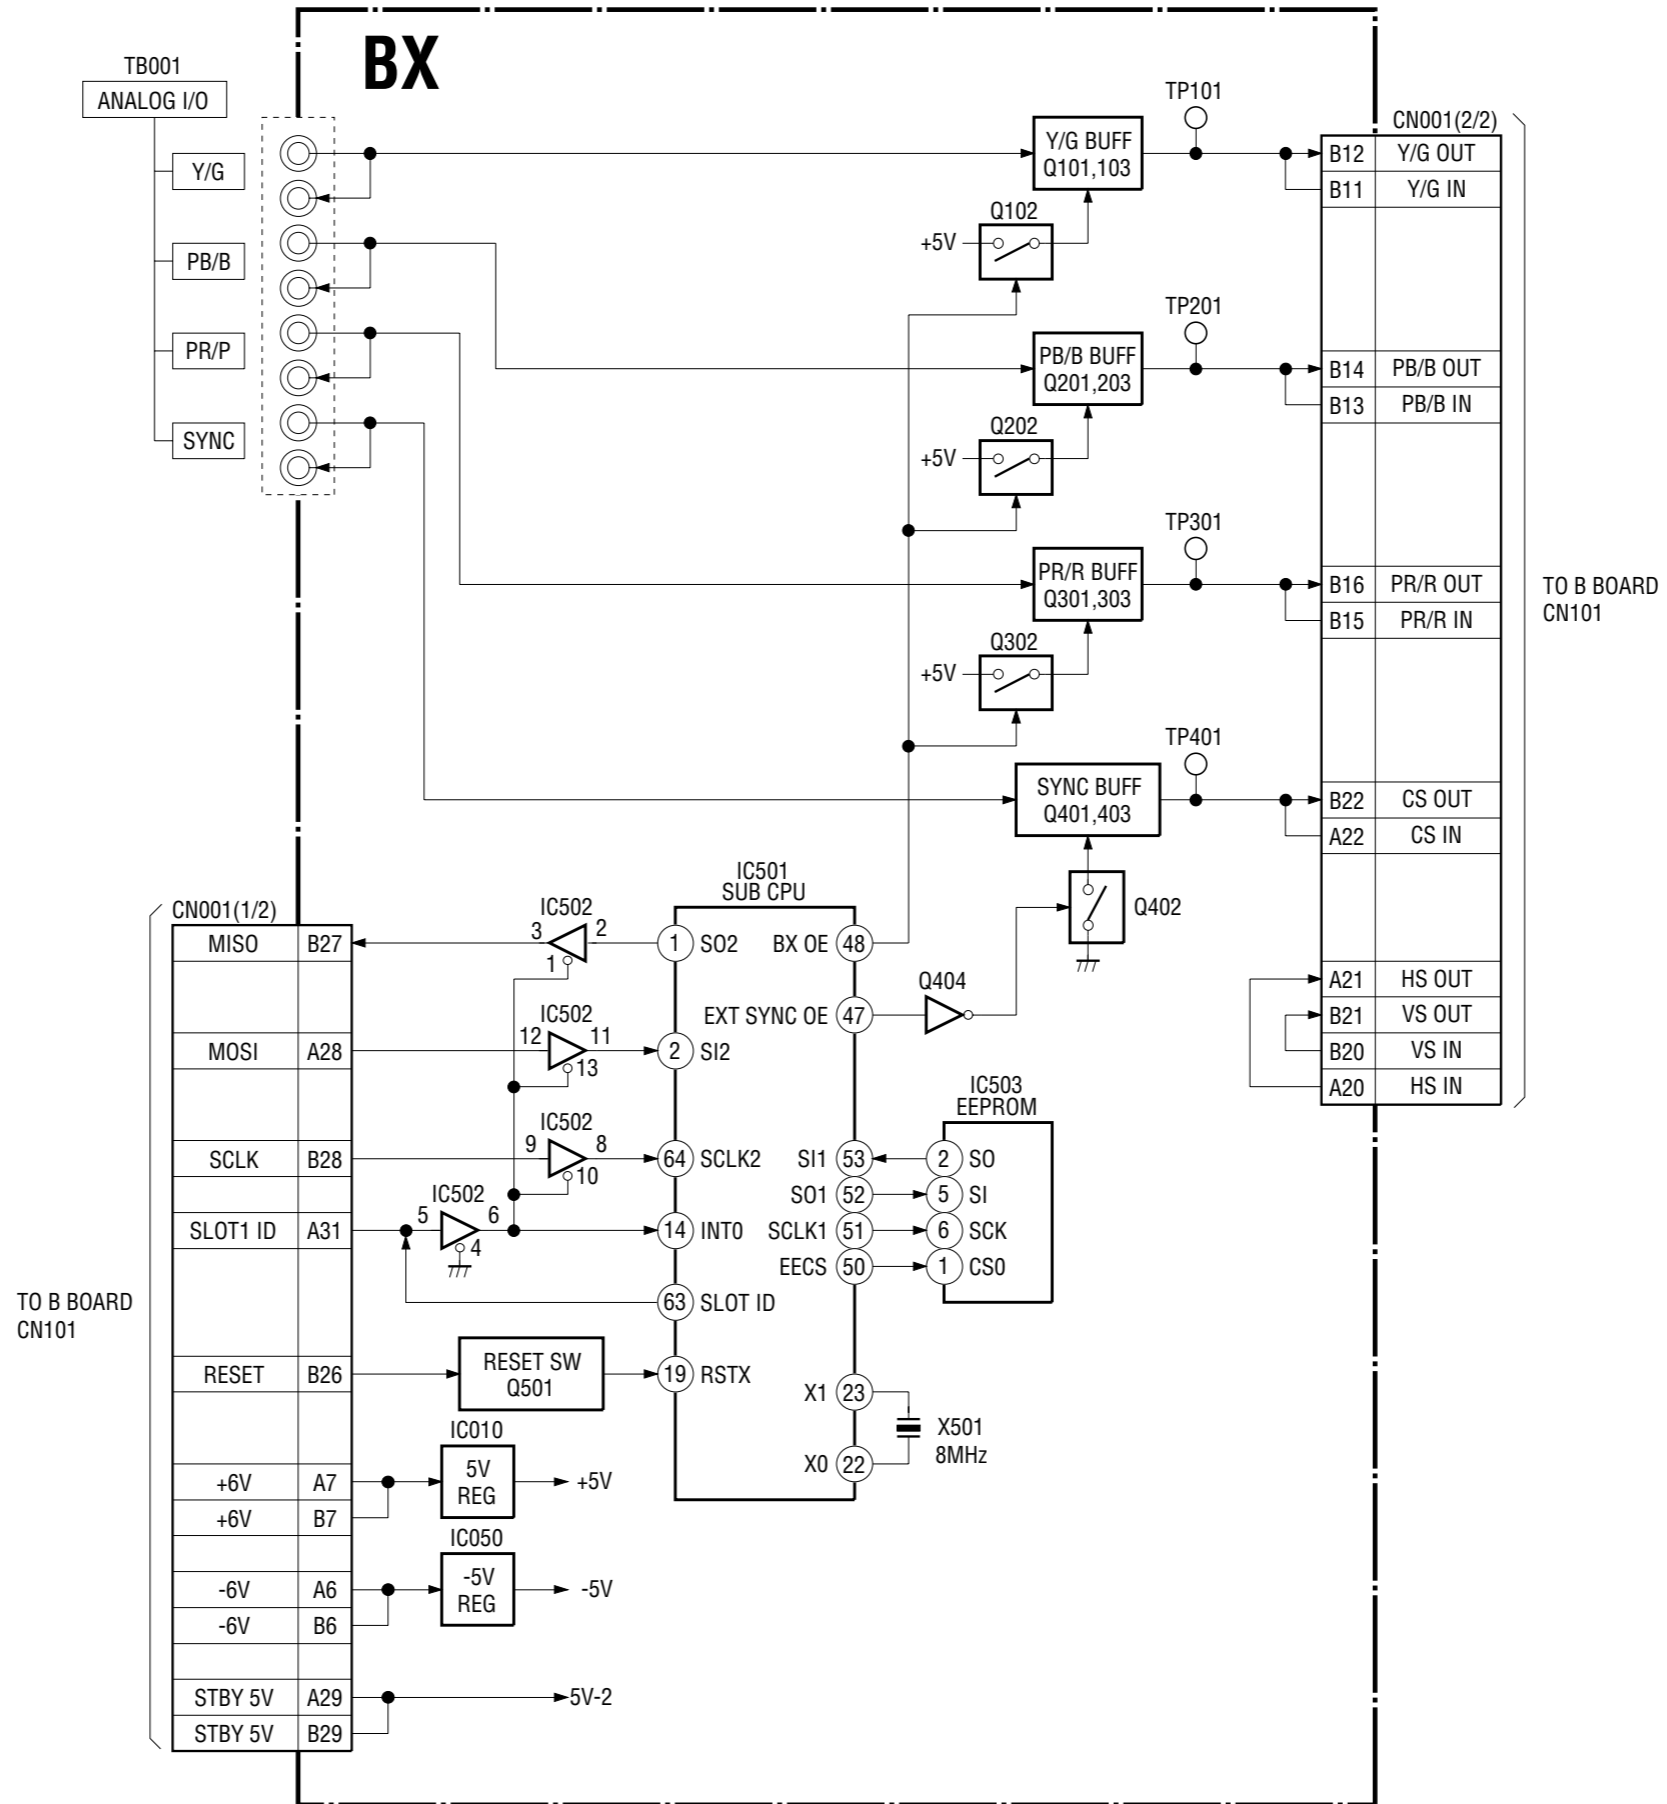 BX
TB001
ANALOG I/O
Y/G
PB/B
PR/P
SYNC
Y/G BUFF
Q101,103
Q102
+5V
TP101
PB/B BUFF
Q201,203
Q202
+5V
TP201
PR/R BUFF
Q301,303
Q302
+5V
TP301
SYNC BUFF
Q401,403
TP401
Q402
Q404
CN001(2/2)
B12 Y/G OUT
B11 Y/G IN
B14 PB/B OUT
B13 PB/B IN
B16 PR/R OUT
B15 PR/R IN
B22 CS OUT
A22 CS IN
A21 HS OUT
B21 VS OUT
B20 VS IN
A20 HS IN
TO B BOARD
CN101
CN001(1/2)
MISO B27
MOSI A28
SCLK B28
SLOT1 ID A31
RESET B26
+6V A7
+6V B7
-6V A6
-6V B6
STBY 5V A29
STBY 5V B29
TO B BOARD
CN101
IC502
3 2
1
IC502
12 11
13
IC502
9 8
10
IC502
5 6
4
RESET SW
Q501
IC010
5V
REG
+5V
IC050
-5V
REG
-5V
5V-2
IC501
SUB CPU
1 SO2
2 SI2
64 SCLK2
14 INT0
63 SLOT ID
19 RSTX
BX OE 48
EXT SYNC OE 47
SI1 53
SO1 52
SCLK1 51
EECS 50
X1 23
X0 22
IC503
EEPROM
2 SO
5 SI
6 SCK
1 CS0
X501
8MHz